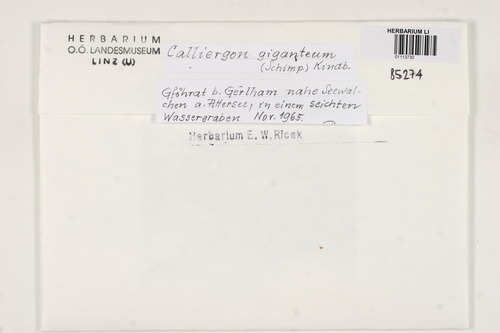 HERBARIUM
O.Ö. LANDESMUSEUM
LINZ (U)
Calliergon giganteum
(Schimp.) Kindb.
Gföhrat b. Gerlham nahe Seewal-
chen a. Attersee, in einem seichten
Wassergraben Nov. 1965.
Herbarium E. W. Ricek
HERBARIUM LI
01113730
85274